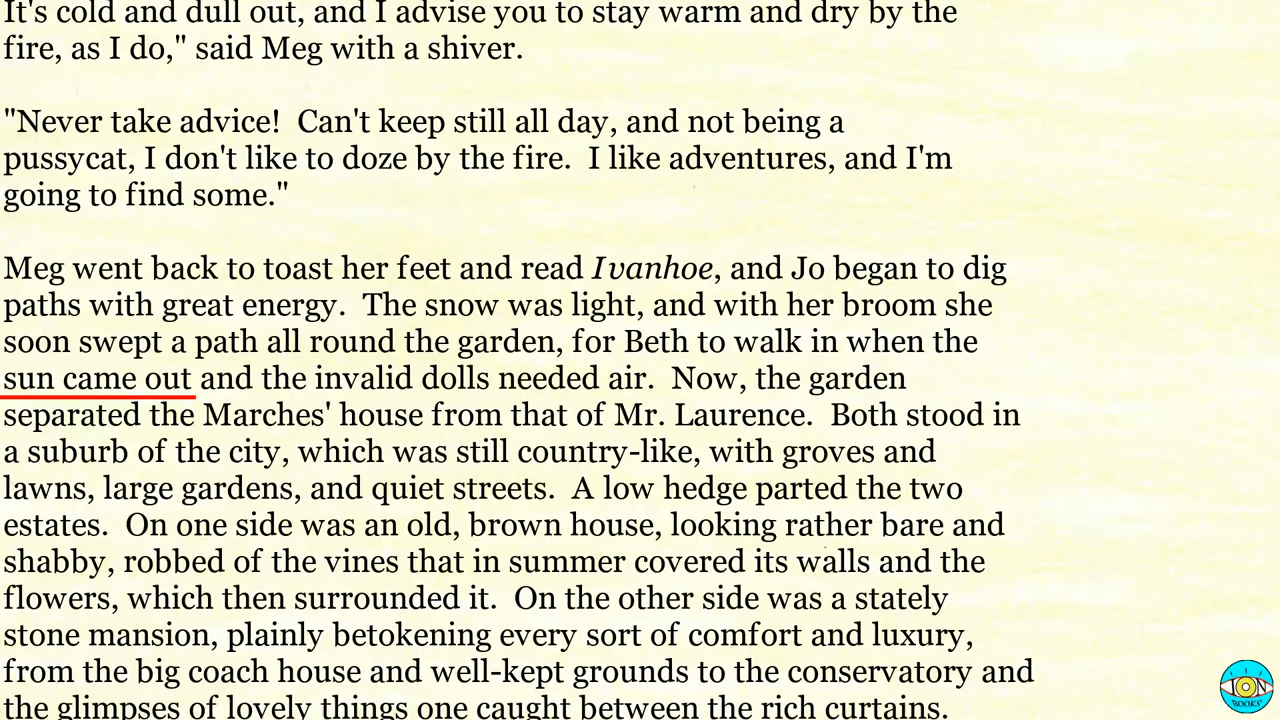 It's cold and dull out, and I advise you to stay warm and dry by the
fire, as I do," said Meg with a shiver.
"Never take advice!  Can't keep still all day, and not being a
pussycat, I don't like to doze by the fire.  I like adventures, and I'm
going to find some."
Meg went back to toast her feet and read Ivanhoe, and Jo began to dig
paths with great energy.  The snow was light, and with her broom she
soon swept a path all round the garden, for Beth to walk in when the
sun came out and the invalid dolls needed air.  Now, the garden
separated the Marches' house from that of Mr. Laurence.  Both stood in
a suburb of the city, which was still country-like, with groves and
lawns, large gardens, and quiet streets.  A low hedge parted the two
estates.  On one side was an old, brown house, looking rather bare and
shabby, robbed of the vines that in summer covered its walls and the
flowers, which then surrounded it.  On the other side was a stately
stone mansion, plainly betokening every sort of comfort and luxury,
from the big coach house and well-kept grounds to the conservatory and
the glimpses of lovely things one caught between the rich curtains.
ION
BOOKS